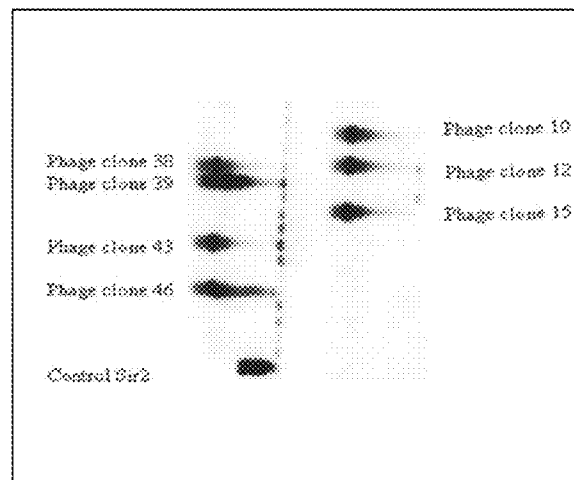 Phage clone 38
Phage clone 39
Phage clone 43
Phage clone 46
Control Sir2
Phage clone 10
Phage clone 12
Phage clone 15